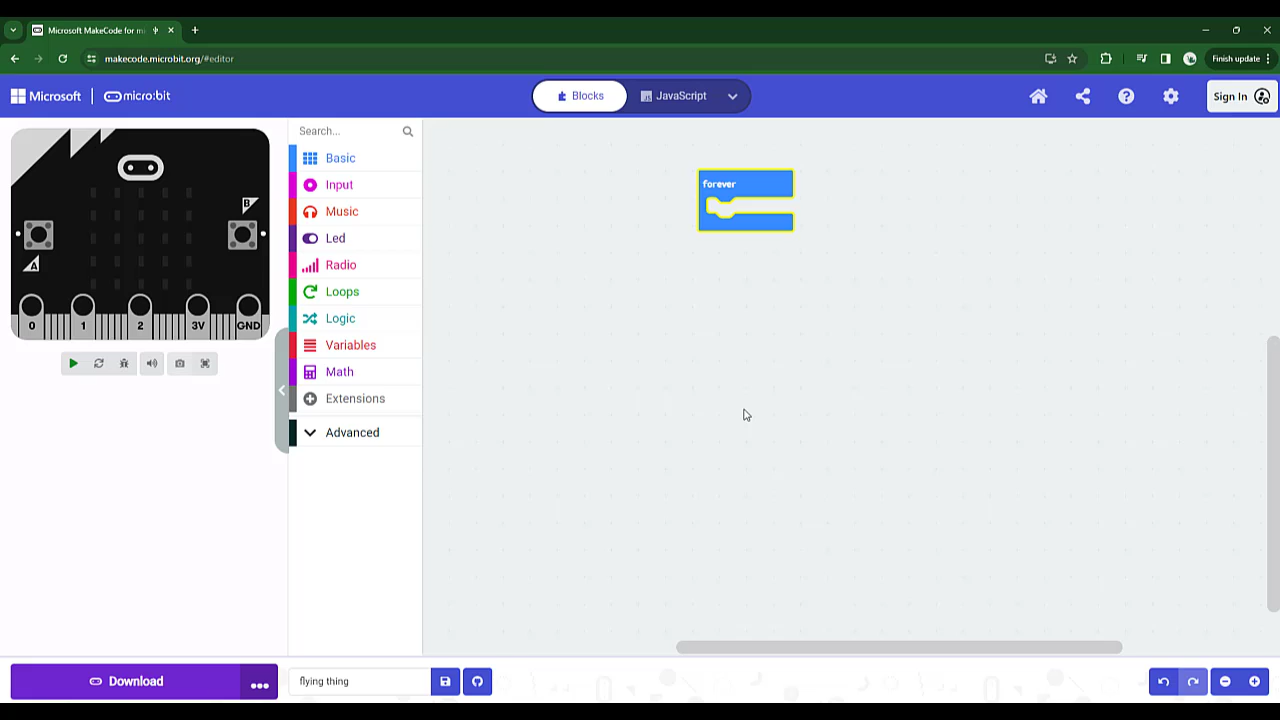 Microsoft MakeCode for mi
makecode.microbit.org/#editor
Finish update
Microsoft
micro:bit
Blocks
JavaScript
Sign In
Search...
Basic
Input
Music
Led
Radio
Loops
Logic
Variables
Math
Extensions
Advanced
forever
B
A
0 1 2 3V GND
Download
flying thing